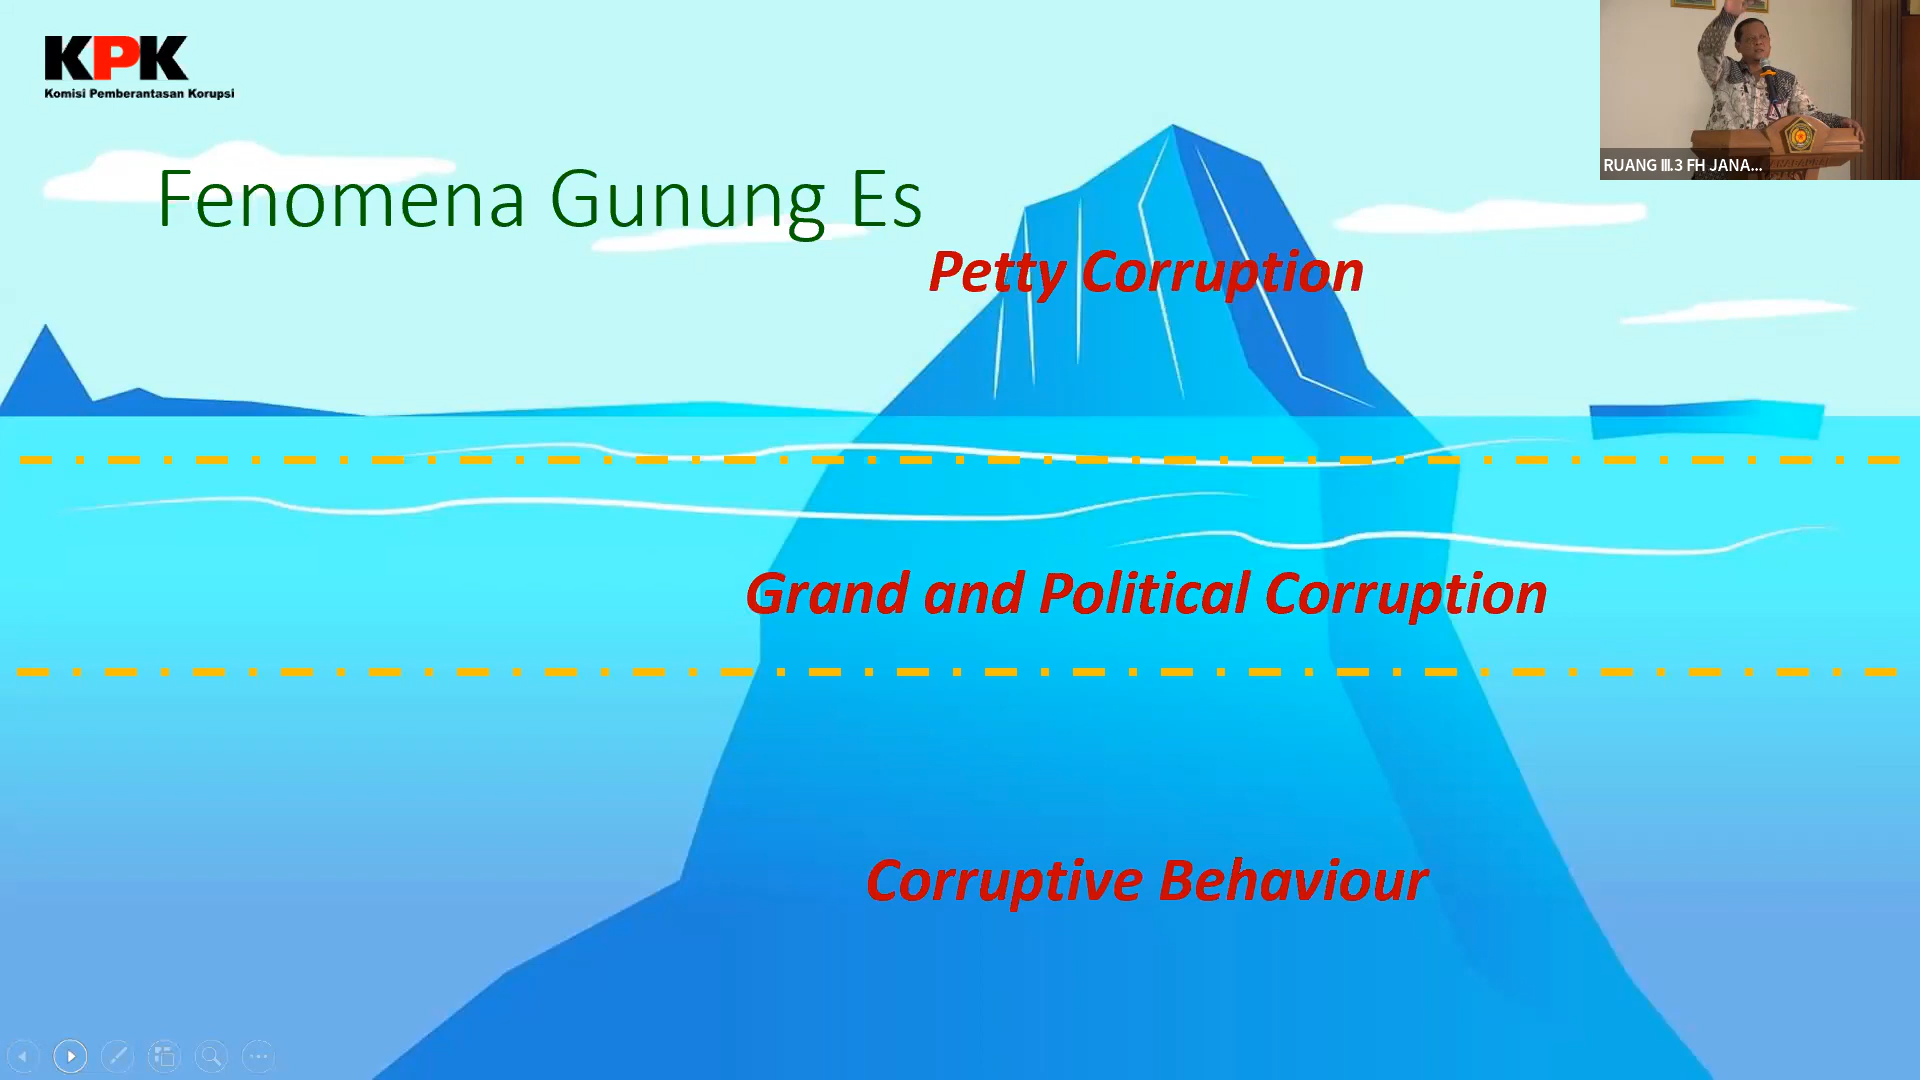 KPK
Komisi Pemberantasan Korupsi
RUANG III.3 FH JANA...
Fenomena Gunung Es
Petty Corruption
Grand and Political Corruption
Corruptive Behaviour